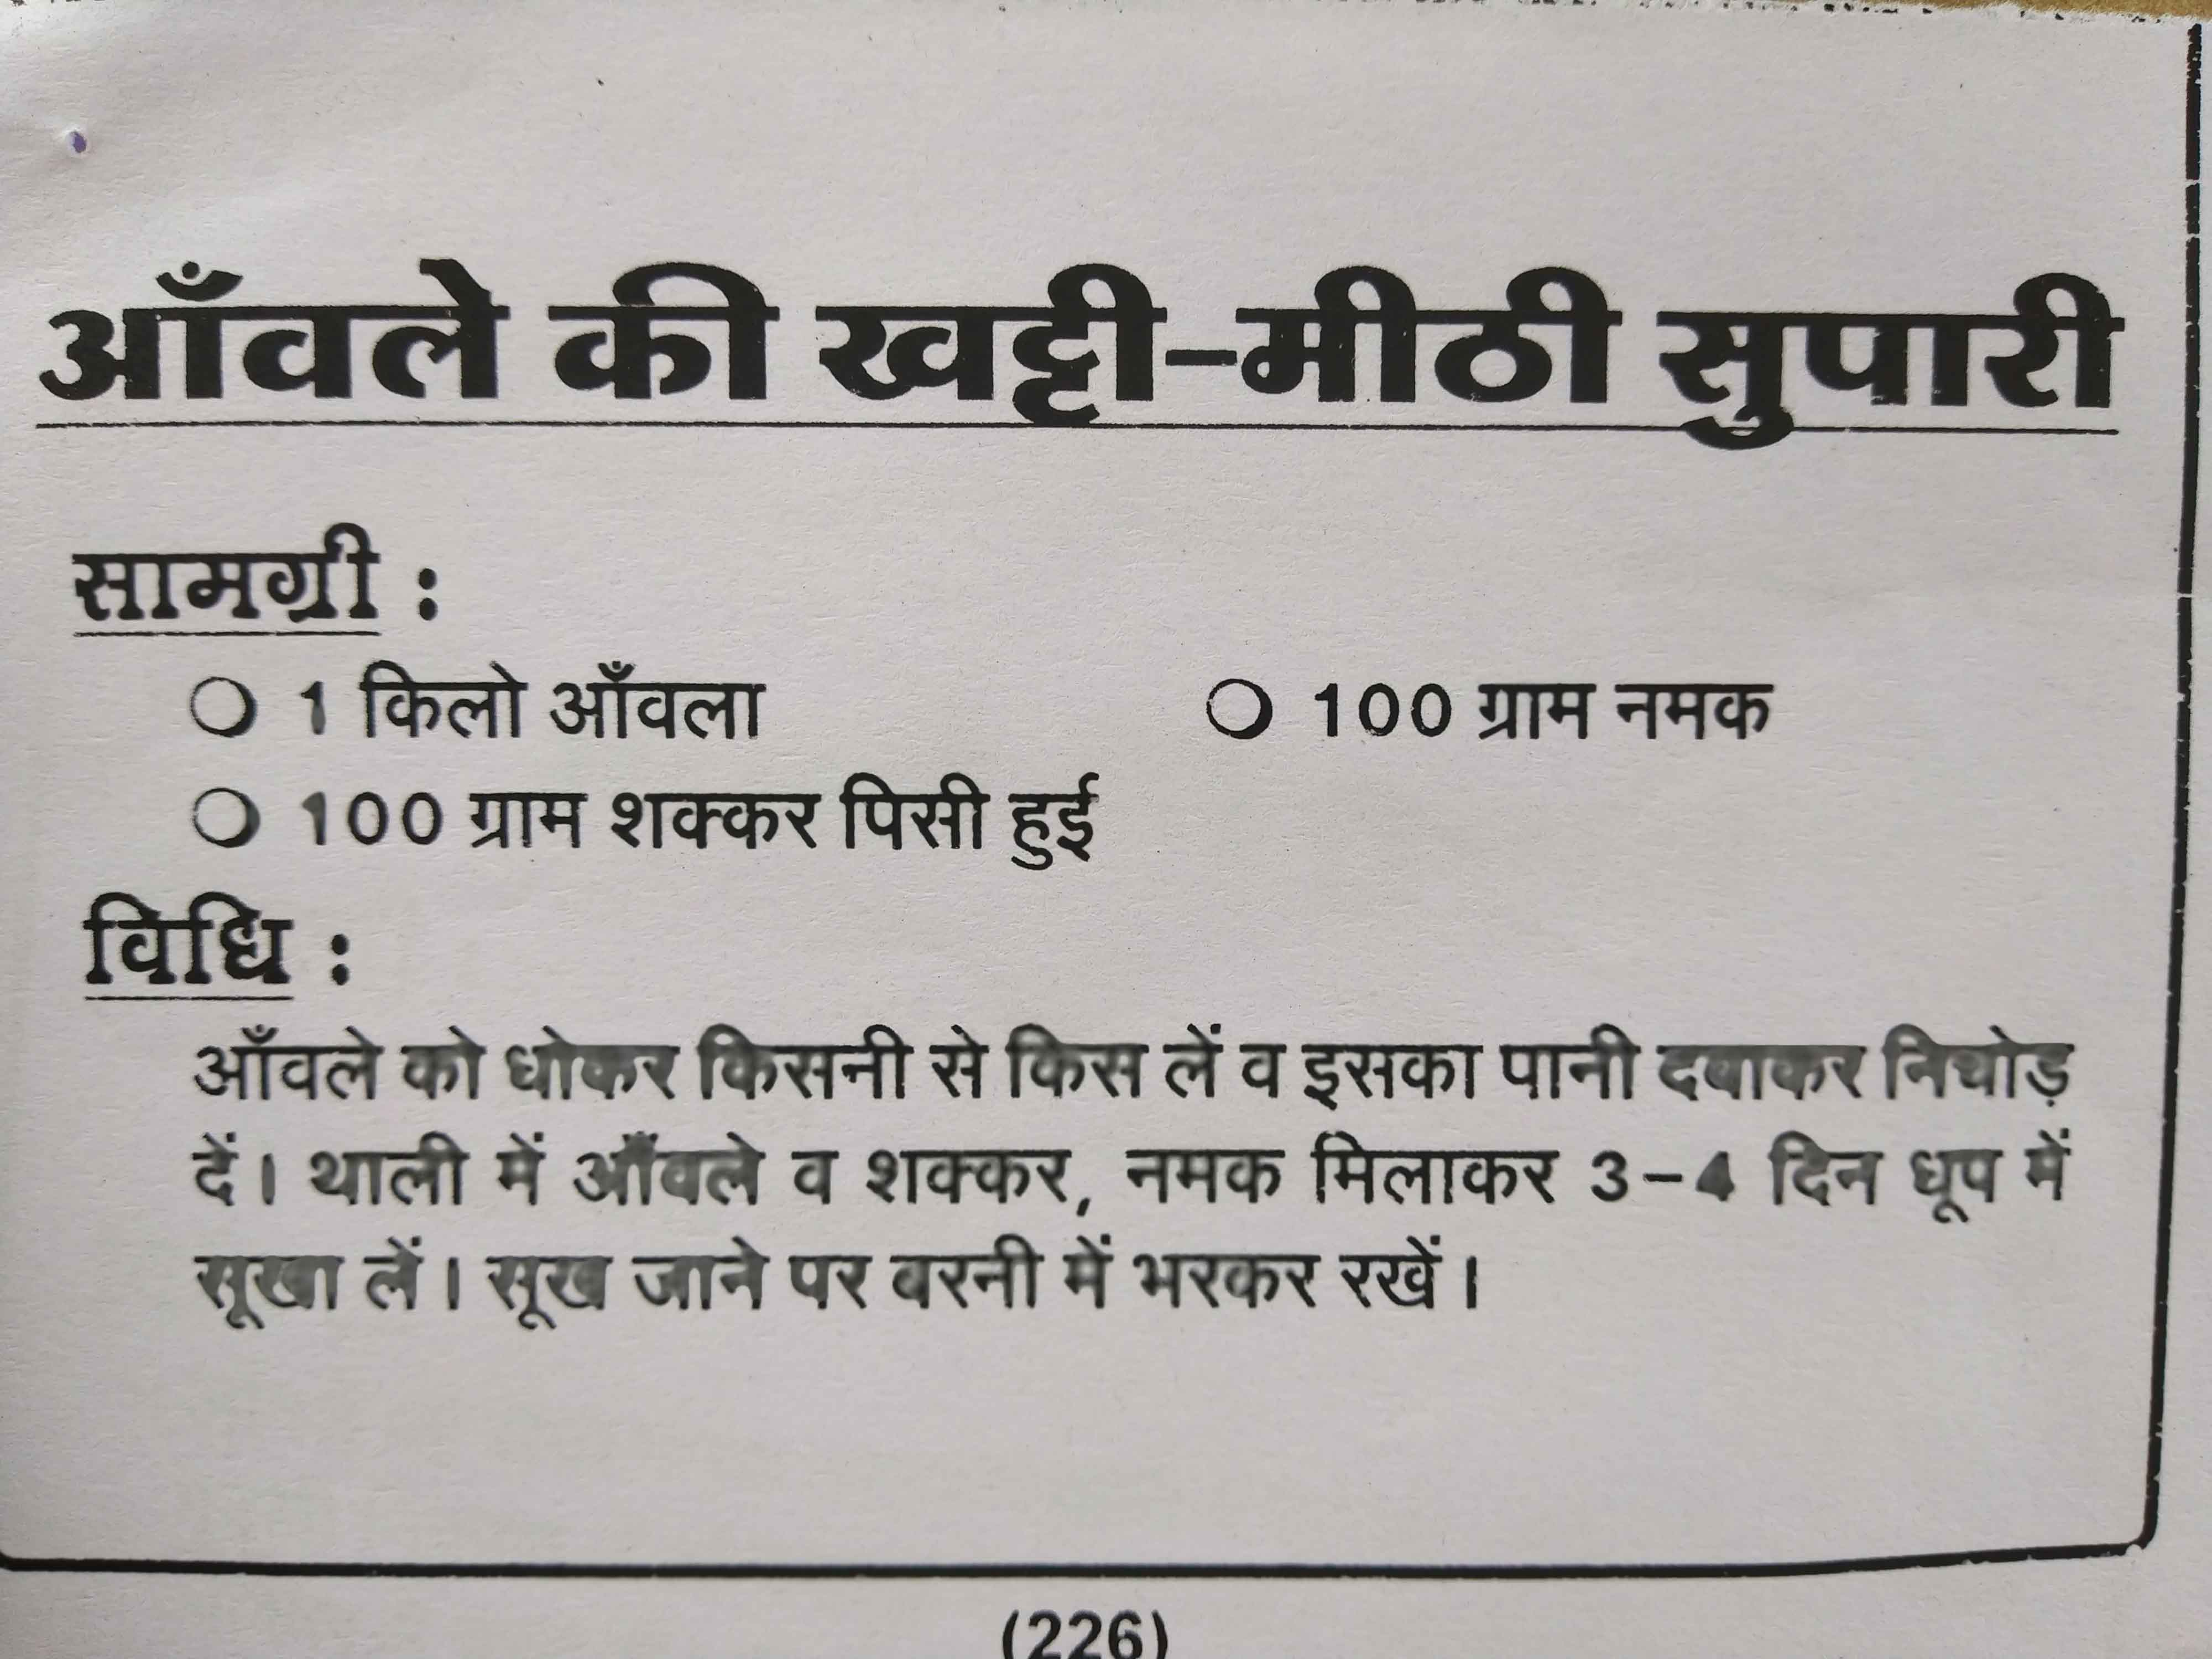 आँवले की खट्टी-मीठी सुपारी
सामग्री :
○ 1 किलो आँवला ○ 100 ग्राम नमक
○ 100 ग्राम शक्कर पिसी हुई
विधि :
आँवले को धोकर किसनी से किस लें व इसका पानी दबाकर निचोड़
दें। थाली में आँवले व शक्कर, नमक मिलाकर 3-4 दिन धूप में
सूखा लें। सूख जाने पर बरनी में भरकर रखें।
(226)